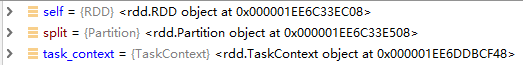 self = {RDD} <rdd.RDD object at 0x000001EE6C33EC08>
split = {Partition} <rdd.Partition object at 0x000001EE6C33E508>
task_context = {TaskContext} <rdd.TaskContext object at 0x000001EE6DDBCF48>